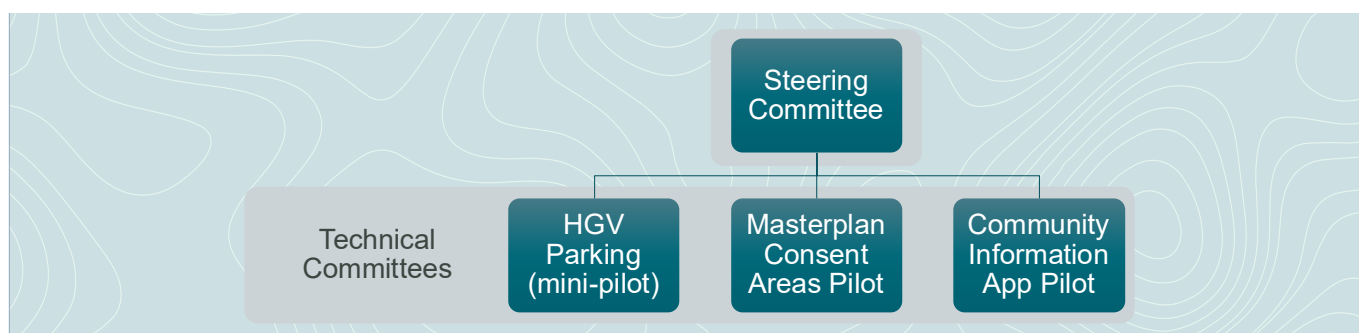 Steering
Committee
Technical
Committees
HGV
Parking
(mini-pilot)
Masterplan
Consent
Areas Pilot
Community
Information
App Pilot